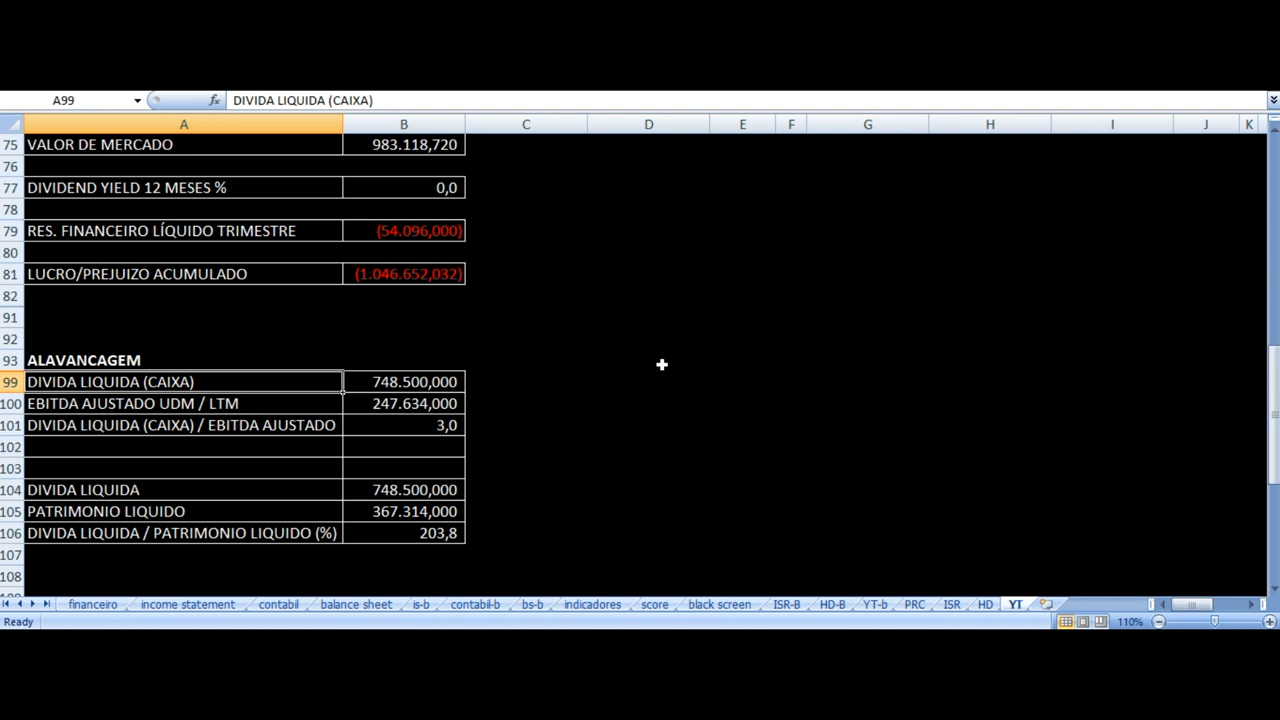 A99 fx DIVIDA LIQUIDA (CAIXA)
A B C D E F G H I J K
75 VALOR DE MERCADO 983.118,720
76
77 DIVIDEND YIELD 12 MESES % 0,0
78
79 RES. FINANCEIRO LÍQUIDO TRIMESTRE (54.096,000)
80
81 LUCRO/PREJUIZO ACUMULADO (1.046.652,032)
82
91
92
93 ALAVANCAGEM
99 DIVIDA LIQUIDA (CAIXA) 748.500,000
100 EBITDA AJUSTADO UDM / LTM 247.634,000
101 DIVIDA LIQUIDA (CAIXA) / EBITDA AJUSTADO 3,0
102
103
104 DIVIDA LIQUIDA 748.500,000
105 PATRIMONIO LIQUIDO 367.314,000
106 DIVIDA LIQUIDA / PATRIMONIO LIQUIDO (%) 203,8
107
108
financeiro income statement contabil balance sheet is-b contabil-b bs-b indicadores score black screen ISR-B HD-B YT-b PRC ISR HD YT
Ready 110%